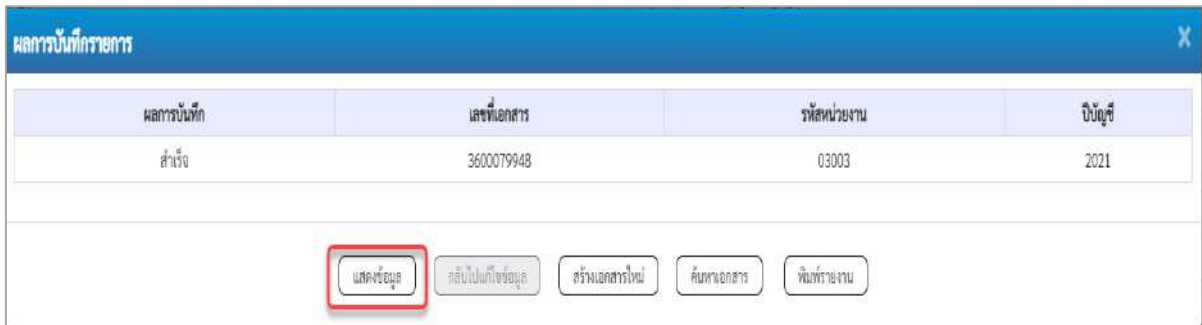 ผลการบันทึกรายการ X
ผลการบันทึก เลขที่เอกสาร รหัสหน่วยงาน ปีบัญชี
สำเร็จ 3600079948 03003 2021
แสดงข้อมูล กลับไปแก้ไขข้อมูล สร้างเอกสารใหม่ ค้นหาเอกสาร พิมพ์รายงาน